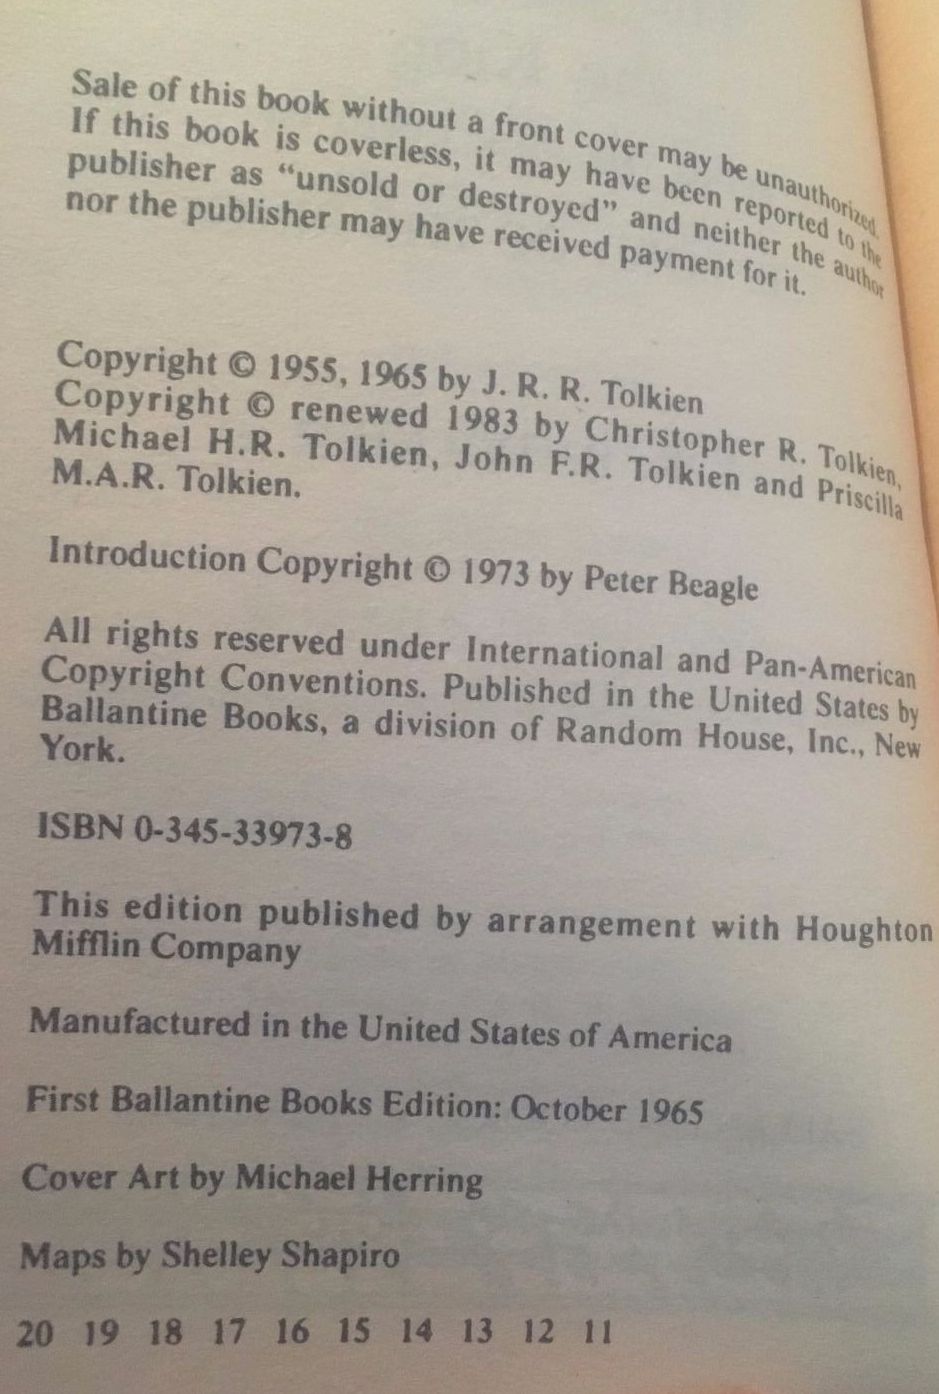 Sale of this book without a front cover may be unauthorized.
If this book is coverless, it may have been reported to the
publisher as “unsold or destroyed” and neither the author
nor the publisher may have received payment for it.
Copyright © 1955, 1965 by J. R. R. Tolkien
Copyright © renewed 1983 by Christopher R. Tolkien,
Michael H.R. Tolkien, John F.R. Tolkien and Priscilla
M.A.R. Tolkien.
Introduction Copyright © 1973 by Peter Beagle
All rights reserved under International and Pan-American
Copyright Conventions. Published in the United States by
Ballantine Books, a division of Random House, Inc., New
York.
ISBN 0-345-33973-8
This edition published by arrangement with Houghton
Mifflin Company
Manufactured in the United States of America
First Ballantine Books Edition: October 1965
Cover Art by Michael Herring
Maps by Shelley Shapiro
20 19 18 17 16 15 14 13 12 11